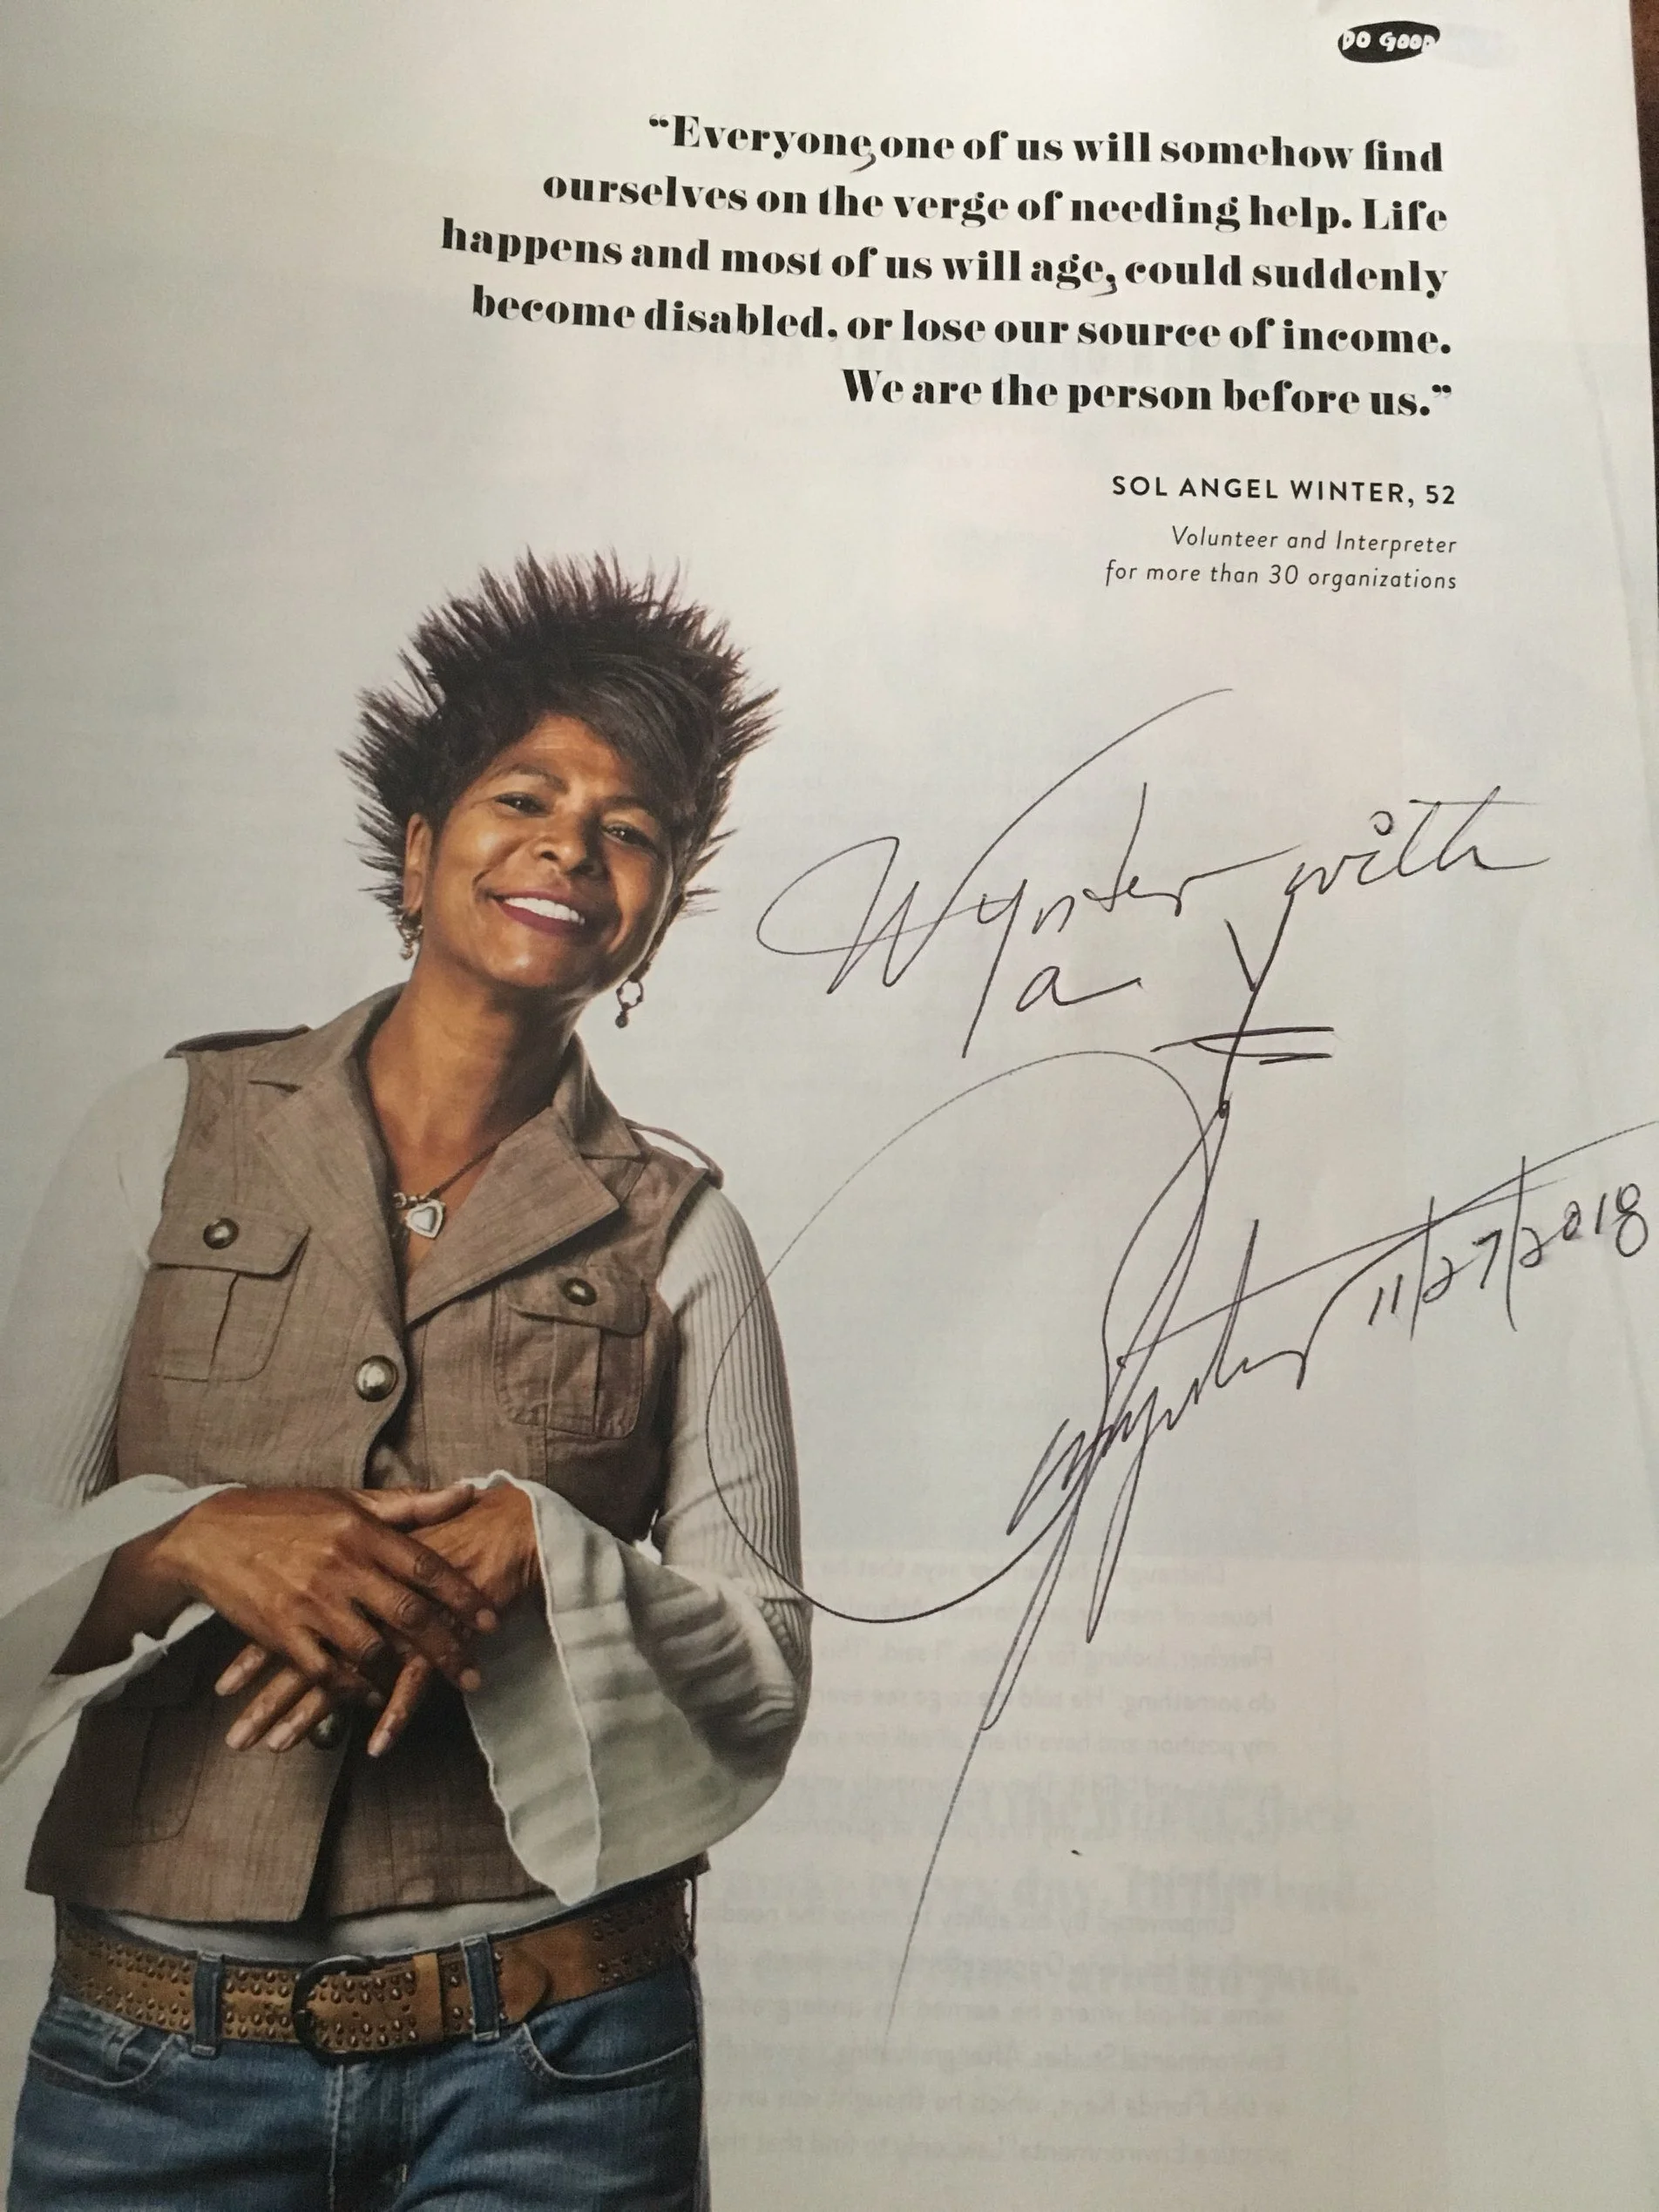 DO GOOD
“Everyone, one of us will somehow find
ourselves on the verge of needing help. Life
happens and most of us will age, could suddenly
become disabled, or lose our source of income.
We are the person before us.”
SOL ANGEL WINTER, 52
Volunteer and Interpreter
for more than 30 organizations
Wynter with
a Y
Wynter 11/27/2018